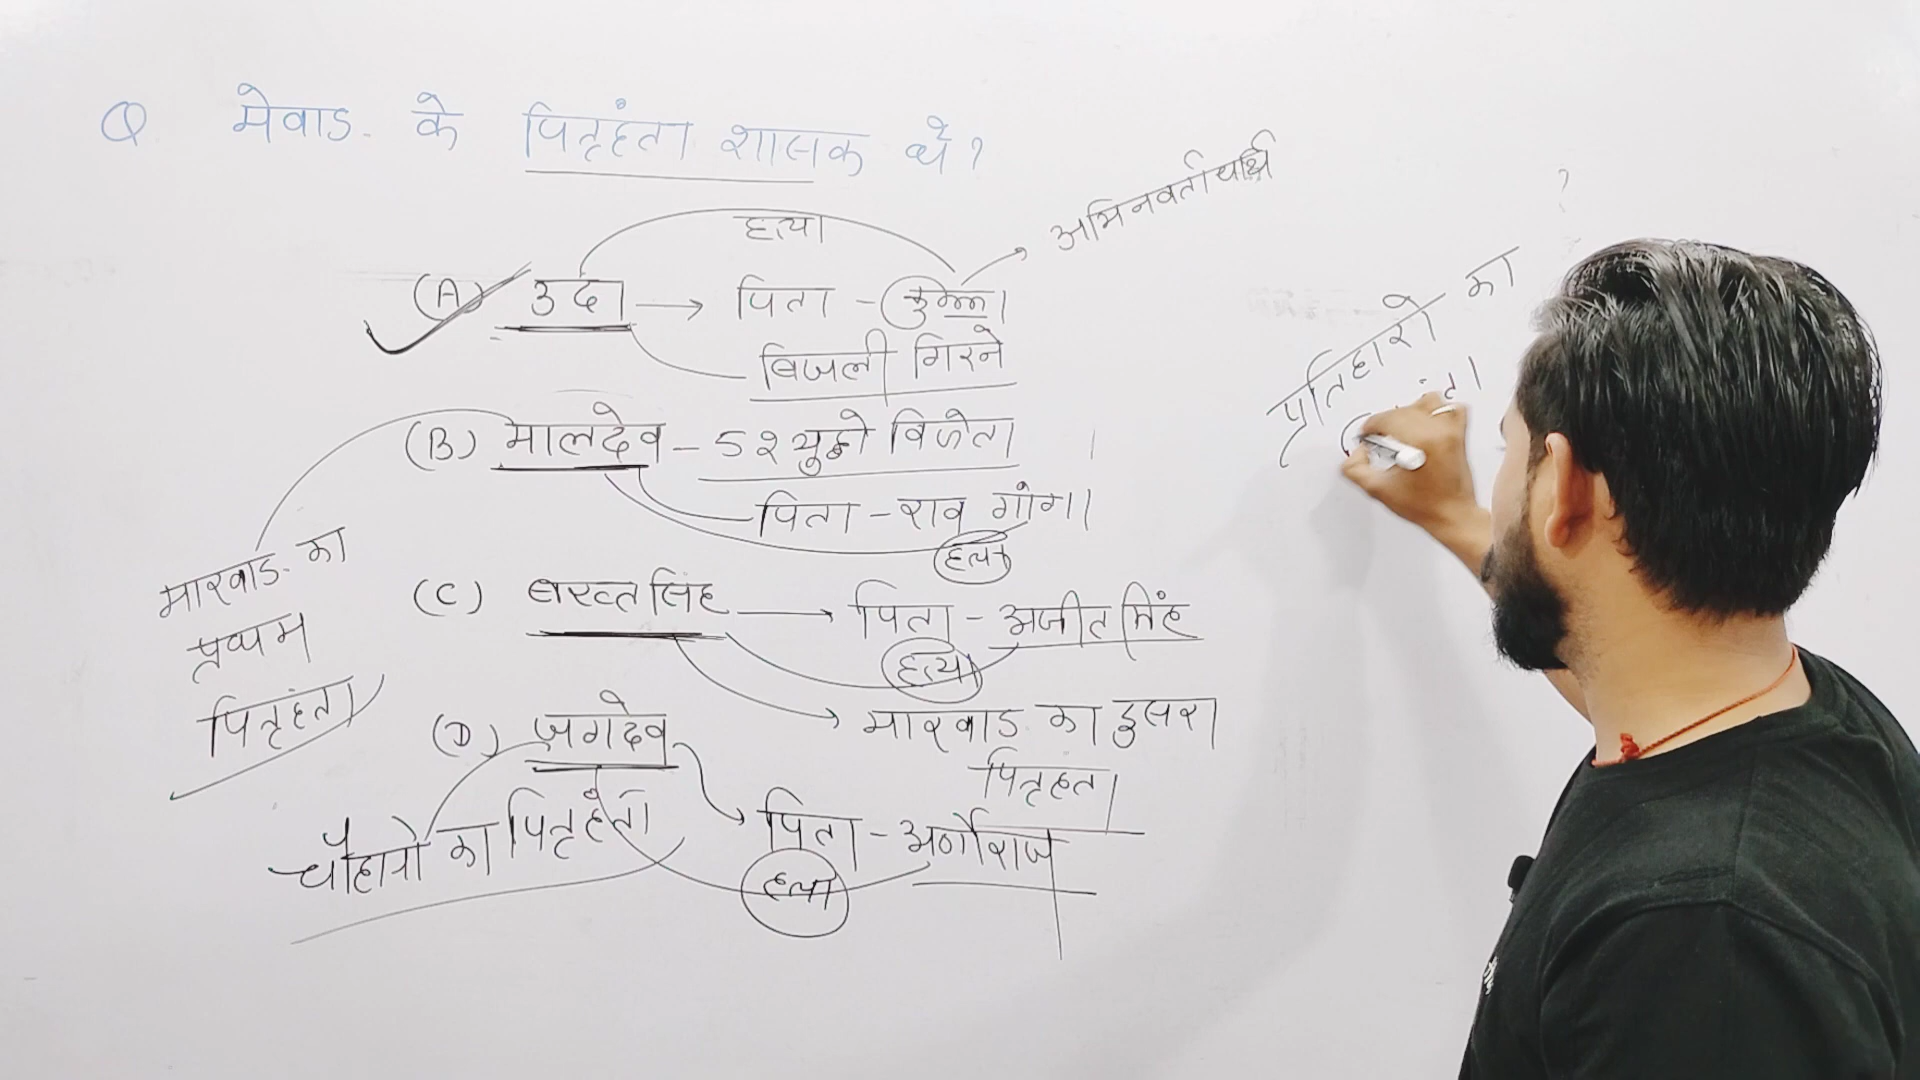 Q मेवाड़ के पितृहंता शासक थे?
हत्या
(A) उदा → पिता - कुम्भा
अभिनवर्ताचार्य
बिजली गिरने
(B) मालदेव - 52 युद्धो विजेता
पिता - राव गांगा
हत्या
मारवाड़ का
प्रथम
पितृहंता
(C) बख्तसिंह → पिता - अजीतसिंह
हत्या
मारवाड़ का दुसरा
पितृहंता
(D) जगदेव
पिता - अर्णोराज
हत्या
चौहानो का पितृहंता
प्रतिहारो का
?